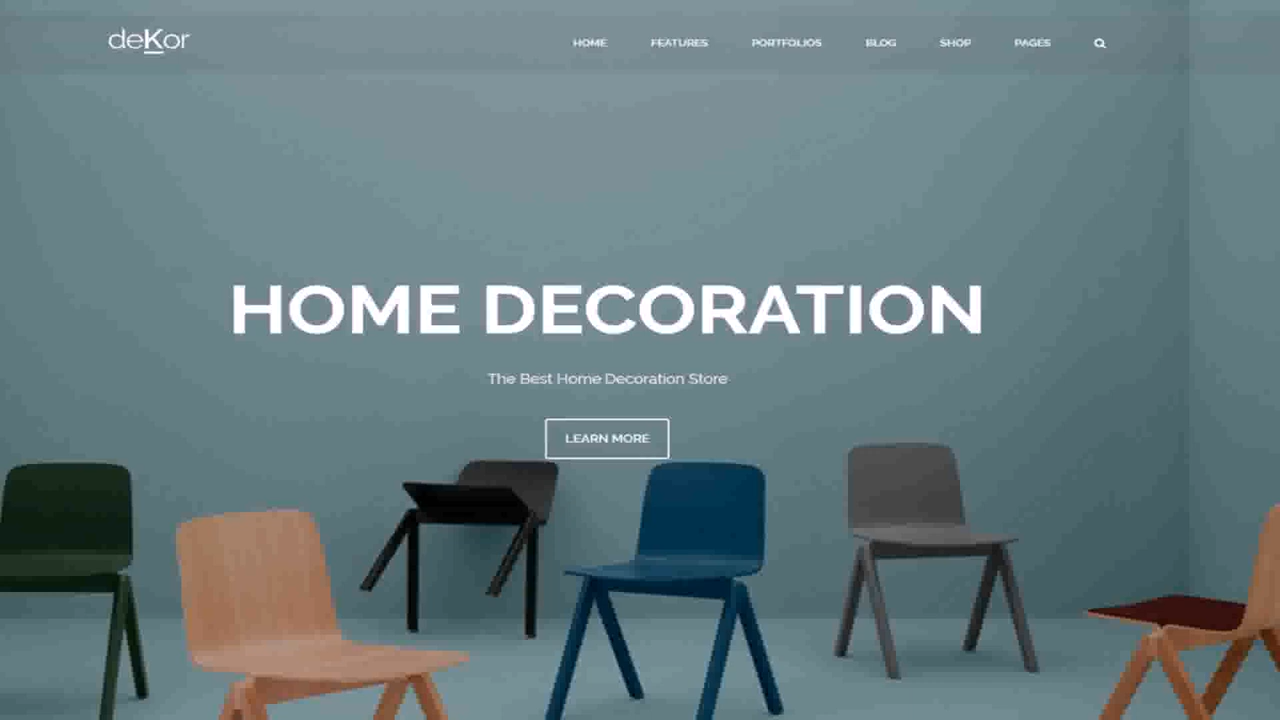 deKor
HOME FEATURES PORTFOLIOS BLOG SHOP PAGES
HOME DECORATION
The Best Home Decoration Store
LEARN MORE